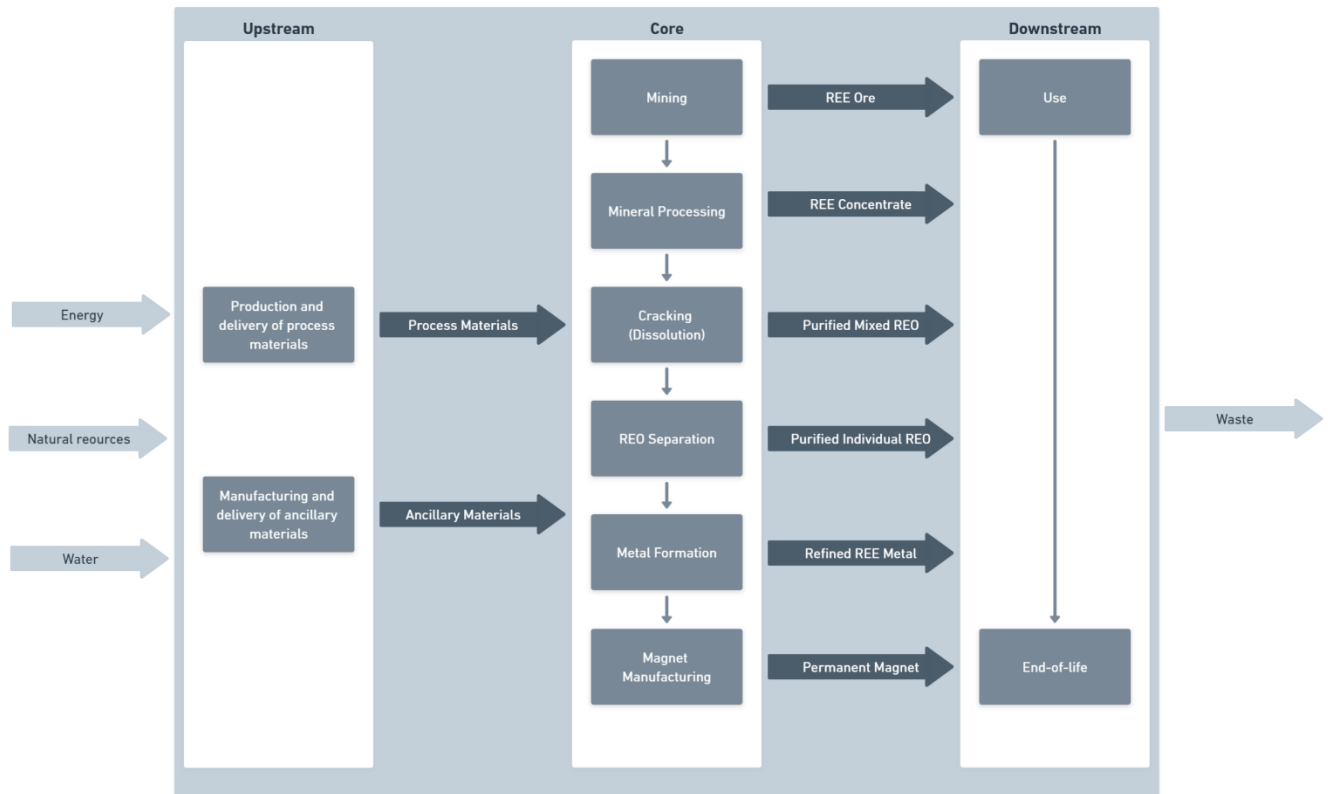 Upstream
Core
Downstream
Mining
REE Ore
Use
Mineral Processing
REE Concentrate
Energy
Production and
delivery of process
materials
Process Materials
Cracking
(Dissolution)
Purified Mixed REO
Natural reources
REO Separation
Purified Individual REO
Waste
Manufacturing and
delivery of ancillary
materials
Ancillary Materials
Water
Metal Formation
Refined REE Metal
Magnet
Manufacturing
Permanent Magnet
End-of-life